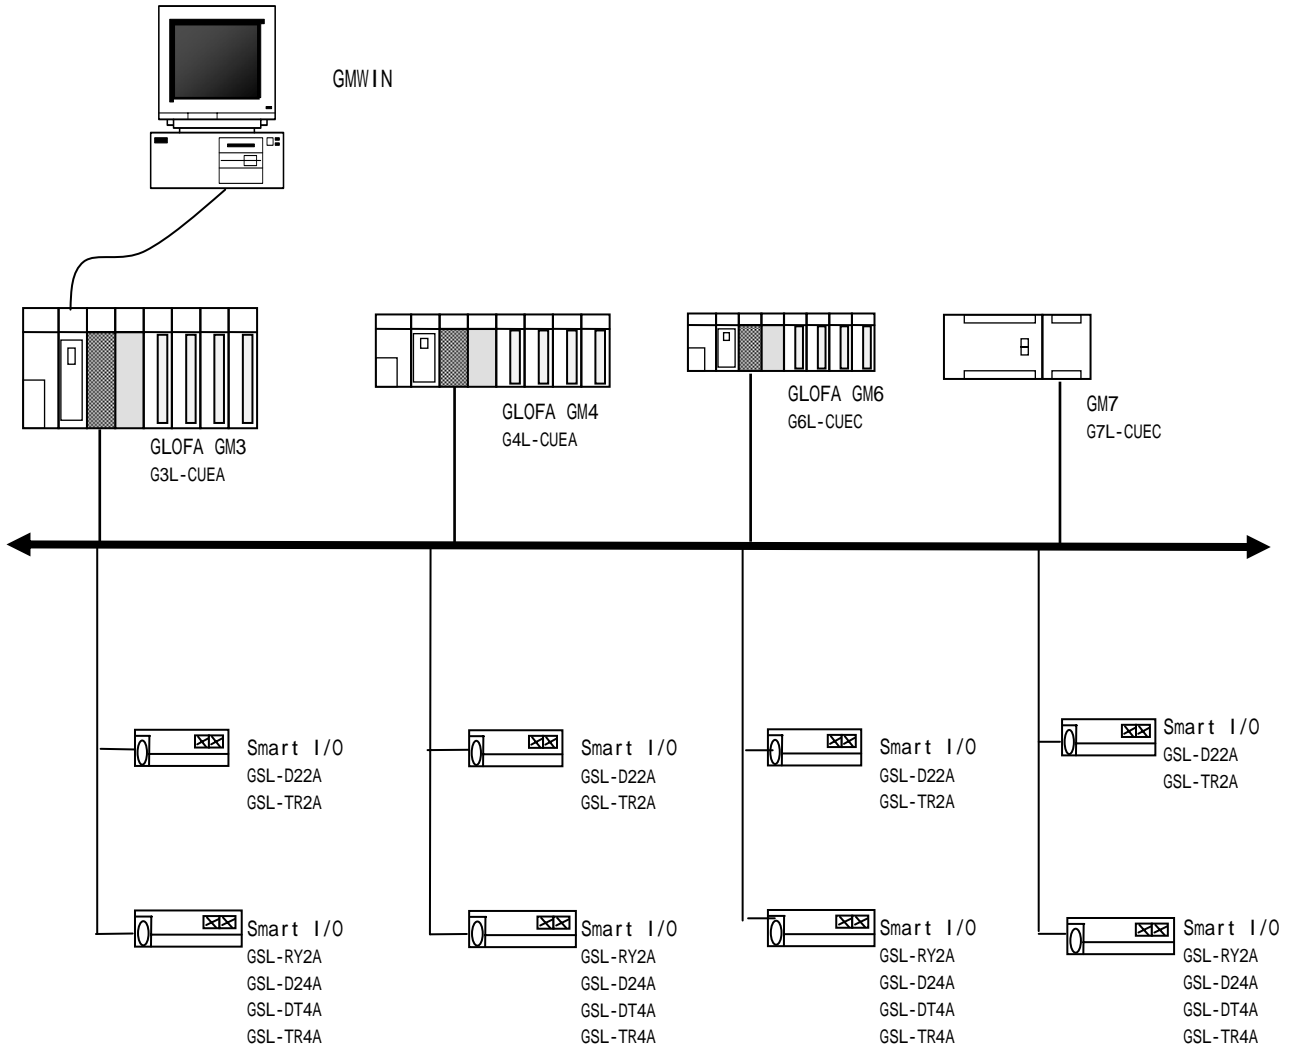 GMWIN
GLOFA GM3
G3L-CUEA
GLOFA GM4
G4L-CUEA
GLOFA GM6
G6L-CUEC
GM7
G7L-CUEC
Smart I/O
GSL-D22A
GSL-TR2A
Smart I/O
GSL-D22A
GSL-TR2A
Smart I/O
GSL-D22A
GSL-TR2A
Smart I/O
GSL-D22A
GSL-TR2A
Smart I/O
GSL-RY2A
GSL-D24A
GSL-DT4A
GSL-TR4A
Smart I/O
GSL-RY2A
GSL-D24A
GSL-DT4A
GSL-TR4A
Smart I/O
GSL-RY2A
GSL-D24A
GSL-DT4A
GSL-TR4A
Smart I/O
GSL-RY2A
GSL-D24A
GSL-DT4A
GSL-TR4A